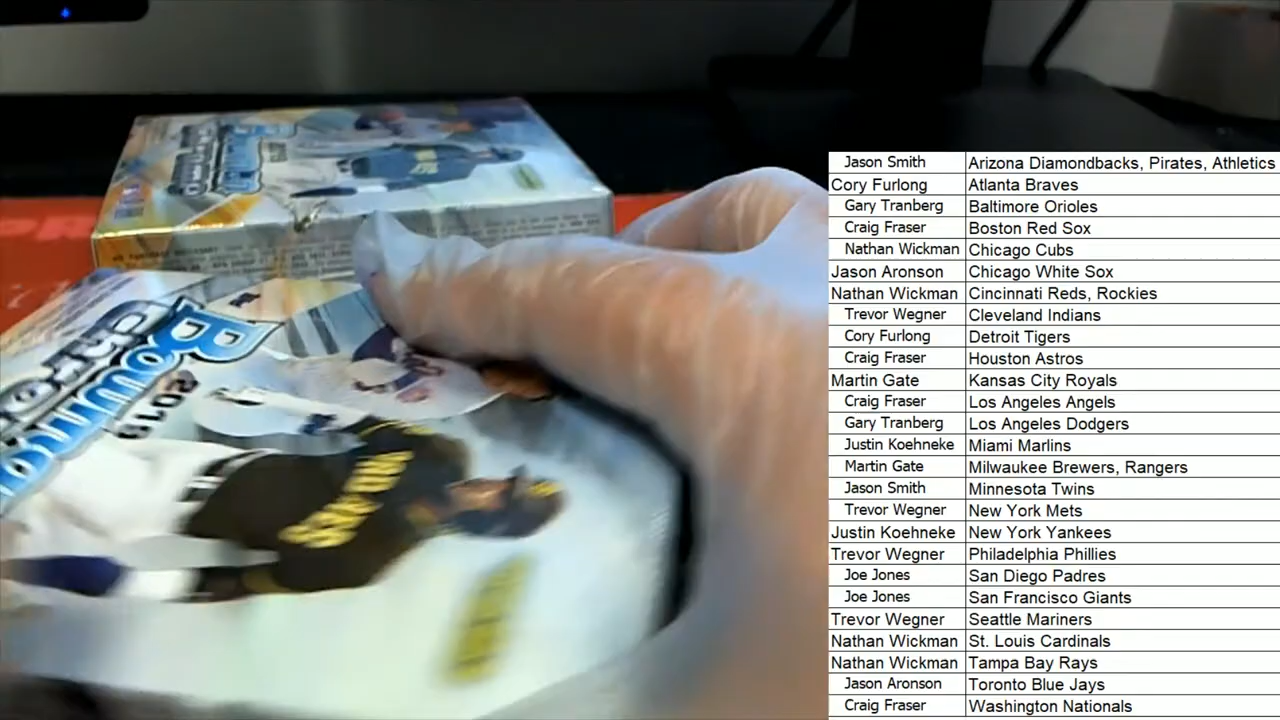 Bowman
Chrome
2019
PADRES
Jason Smith Arizona Diamondbacks, Pirates, Athletics
Cory Furlong Atlanta Braves
Gary Tranberg Baltimore Orioles
Craig Fraser Boston Red Sox
Nathan Wickman Chicago Cubs
Jason Aronson Chicago White Sox
Nathan Wickman Cincinnati Reds, Rockies
Trevor Wegner Cleveland Indians
Cory Furlong Detroit Tigers
Craig Fraser Houston Astros
Martin Gate Kansas City Royals
Craig Fraser Los Angeles Angels
Gary Tranberg Los Angeles Dodgers
Justin Koehneke Miami Marlins
Martin Gate Milwaukee Brewers, Rangers
Jason Smith Minnesota Twins
Trevor Wegner New York Mets
Justin Koehneke New York Yankees
Trevor Wegner Philadelphia Phillies
Joe Jones San Diego Padres
Joe Jones San Francisco Giants
Trevor Wegner Seattle Mariners
Nathan Wickman St. Louis Cardinals
Nathan Wickman Tampa Bay Rays
Jason Aronson Toronto Blue Jays
Craig Fraser Washington Nationals